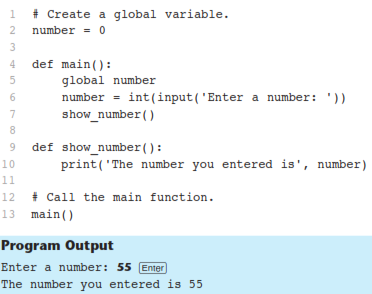 1 # Create a global variable.
2 number = 0
3
4 def main():
5     global number
6     number = int(input('Enter a number: '))
7     show_number()
8
9 def show_number():
10     print('The number you entered is', number)
11
12 # Call the main function.
13 main()
Program Output
Enter a number: 55 Enter
The number you entered is 55